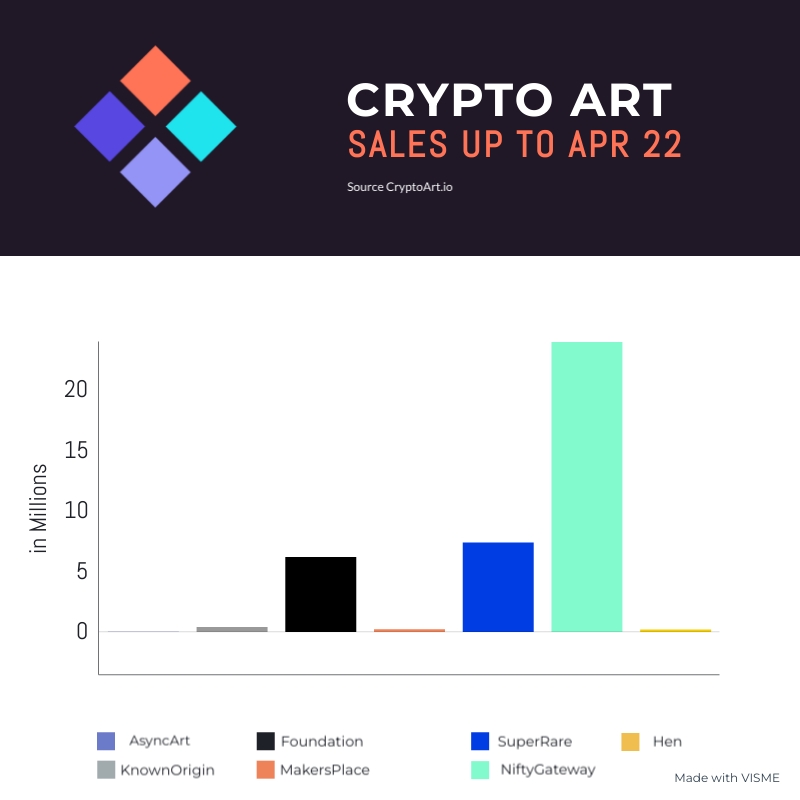 CRYPTO ART
SALES UP TO APR 22
Source CryptoArt.io
in Millions
20
15
10
5
0
AsyncArt Foundation SuperRare Hen
KnownOrigin MakersPlace NiftyGateway
Made with VISME